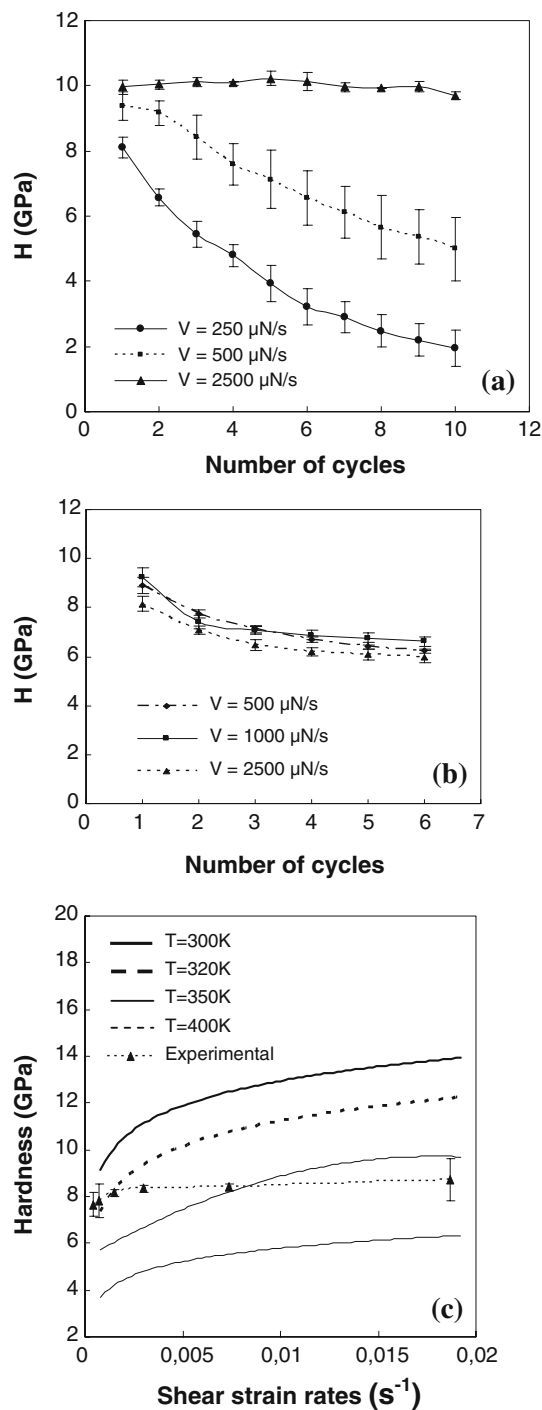 12
10
8
6
4
2
0
H (GPa)
V = 250 µN/s
V = 500 µN/s
V = 2500 µN/s
(a)
0 2 4 6 8 10 12
Number of cycles
12
10
8
6
4
2
0
H (GPa)
V = 500 µN/s
V = 1000 µN/s
V = 2500 µN/s
(b)
0 1 2 3 4 5 6 7
Number of cycles
20
18
16
14
12
10
8
6
4
2
Hardness (GPa)
T=300K
T=320K
T=350K
T=400K
Experimental
(c)
0 0,005 0,01 0,015 0,02
Shear strain rates (s⁻¹)